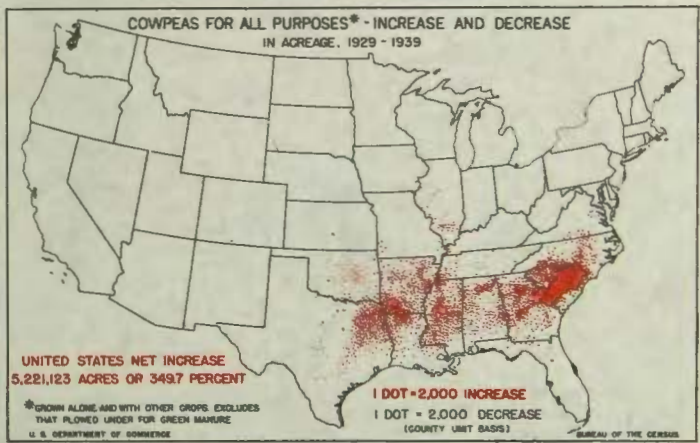 COWPEAS FOR ALL PURPOSES* - INCREASE AND DECREASE
IN ACREAGE, 1929 - 1939
UNITED STATES NET INCREASE
5,221,123 ACRES OR 349.7 PERCENT
*GROWN ALONE AND WITH OTHER CROPS. EXCLUDES
THAT PLOWED UNDER FOR GREEN MANURE
U. S. DEPARTMENT OF COMMERCE
1 DOT = 2,000 INCREASE
1 DOT = 2,000 DECREASE
(COUNTY UNIT BASIS)
BUREAU OF THE CENSUS